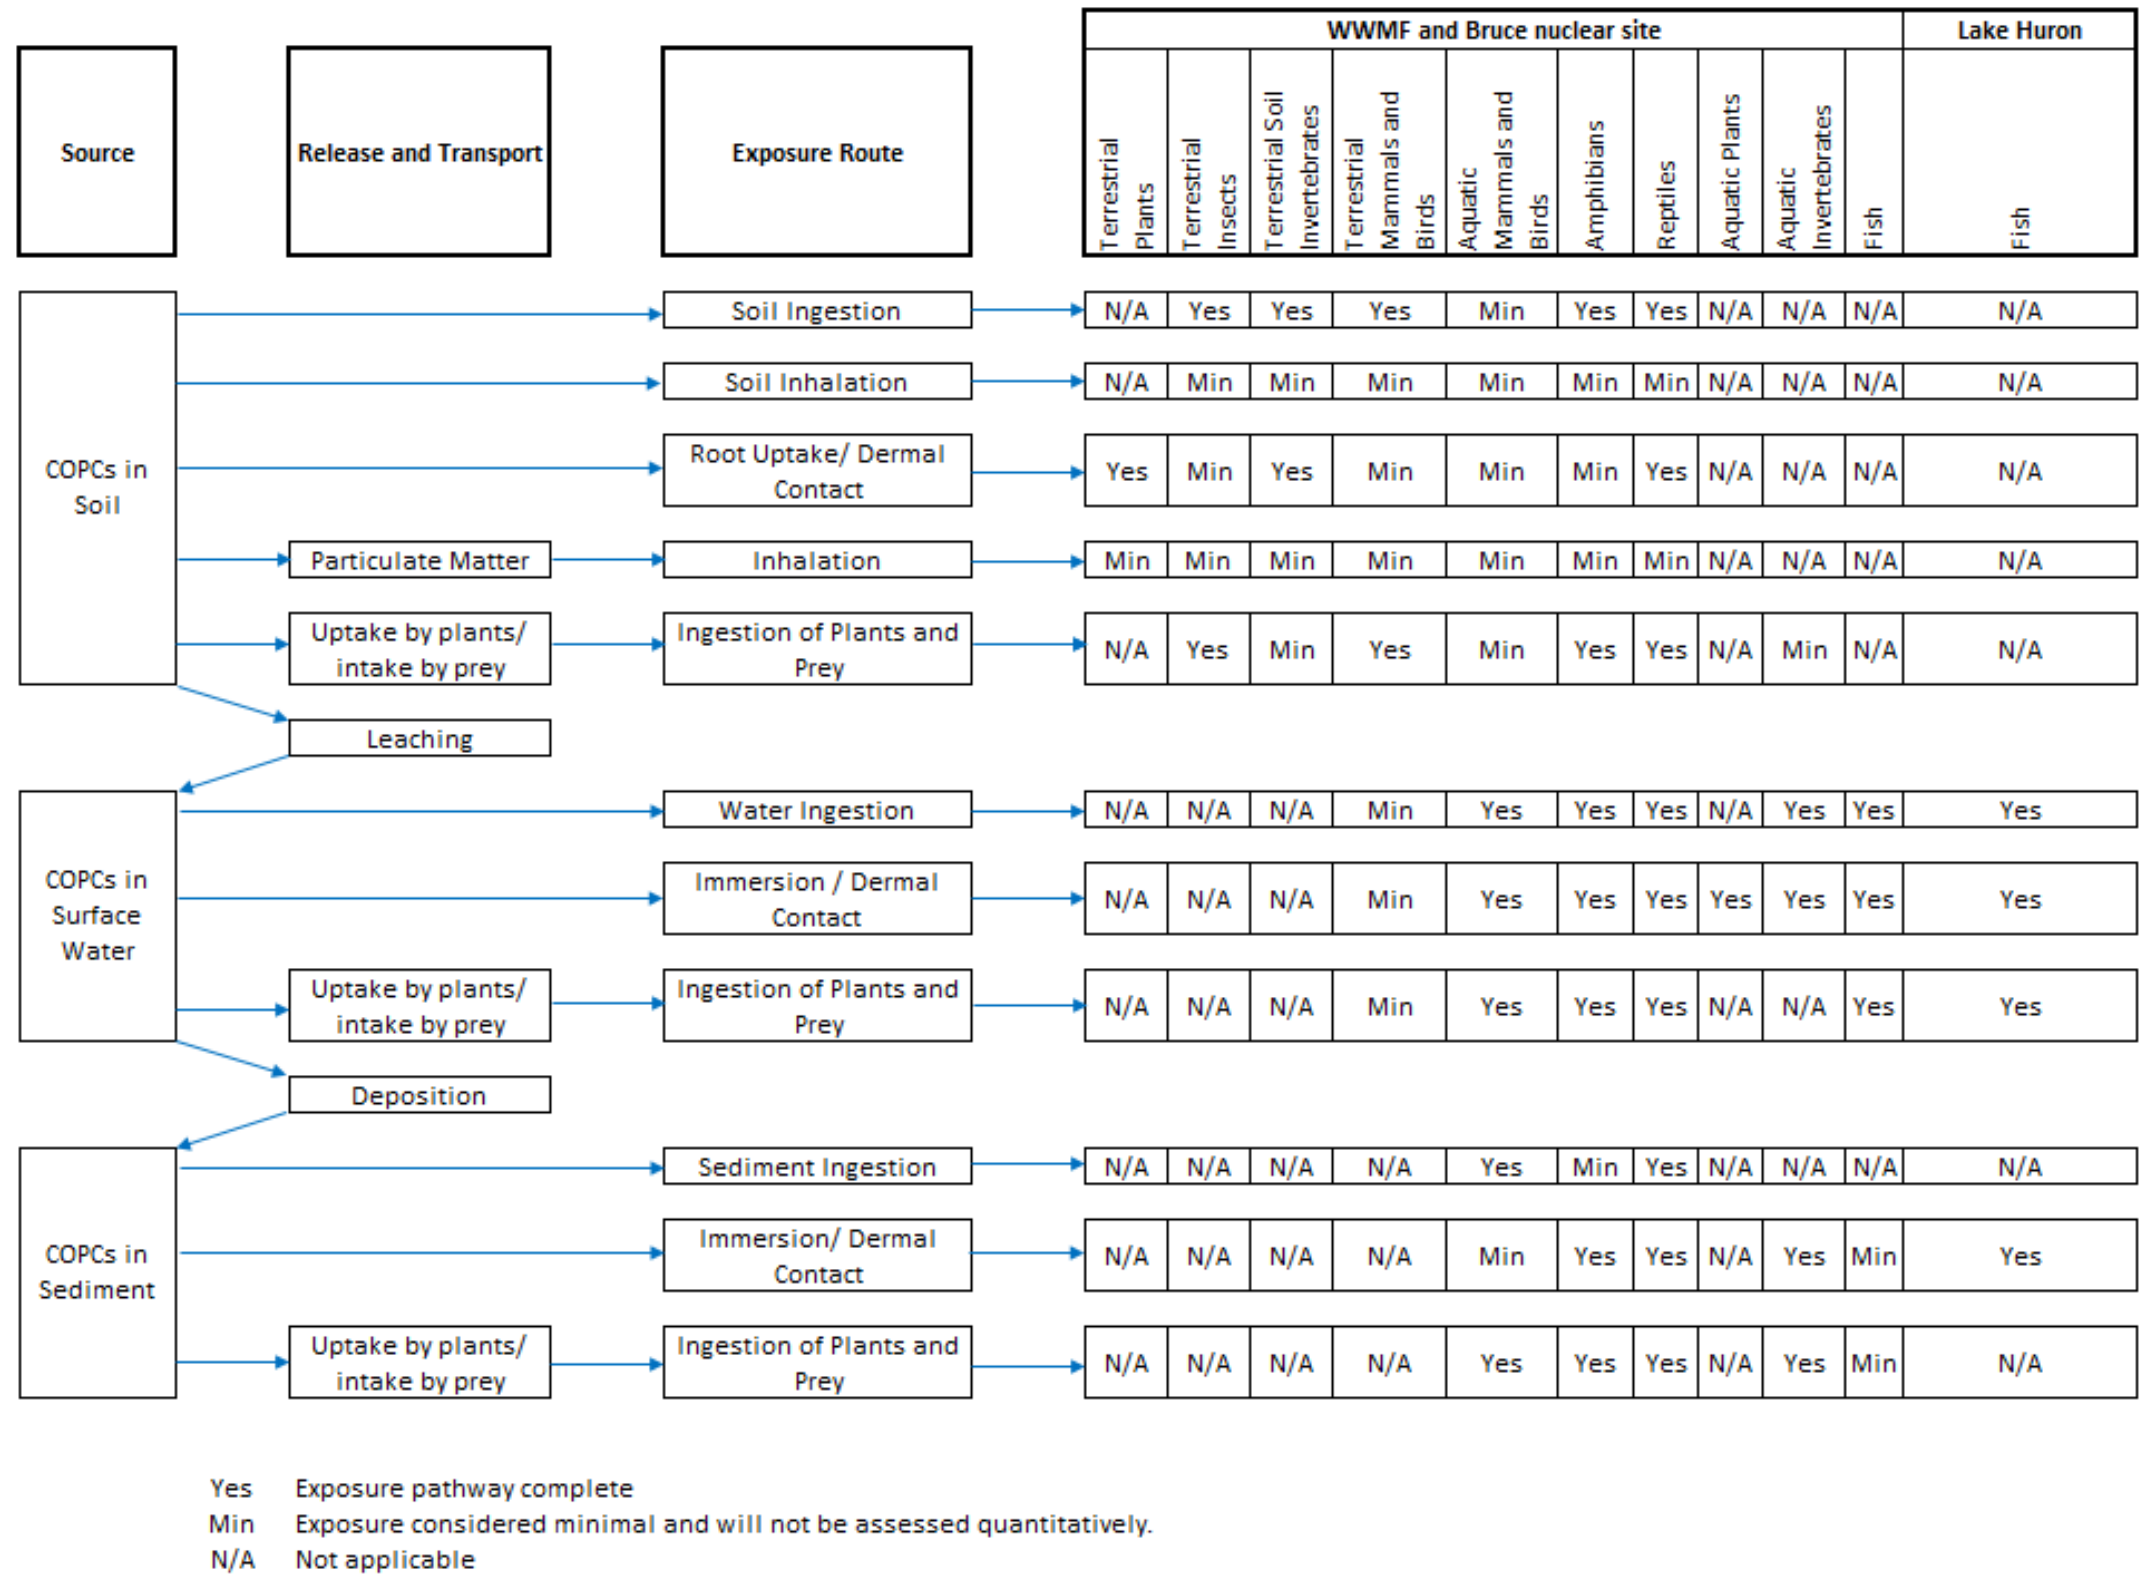 WWMF and Bruce nuclear site
Lake Huron
Source
Release and Transport
Exposure Route
Terrestrial
Plants
Terrestrial
Insects
Terrestrial Soil
Invertebrates
Terrestrial
Mammals and
Birds
Aquatic
Mammals and
Birds
Amphibians
Reptiles
Aquatic Plants
Aquatic
Invertebrates
Fish
Fish
COPCs in
Soil
Soil Ingestion
N/A Yes Yes Yes Min Yes Yes N/A N/A N/A N/A
Soil Inhalation
N/A Min Min Min Min Min Min N/A N/A N/A N/A
Root Uptake/ Dermal
Contact
Yes Min Yes Min Min Min Yes N/A N/A N/A N/A
Particulate Matter
Inhalation
Min Min Min Min Min Min Min N/A N/A N/A N/A
Uptake by plants/
intake by prey
Ingestion of Plants and
Prey
N/A Yes Min Yes Min Yes Yes N/A Min N/A N/A
Leaching
COPCs in
Surface
Water
Water Ingestion
N/A N/A N/A Min Yes Yes Yes N/A Yes Yes Yes
Immersion / Dermal
Contact
N/A N/A N/A Min Yes Yes Yes Yes Yes Yes Yes
Uptake by plants/
intake by prey
Ingestion of Plants and
Prey
N/A N/A N/A Min Yes Yes Yes N/A N/A Yes Yes
Deposition
COPCs in
Sediment
Sediment Ingestion
N/A N/A N/A N/A Yes Min Yes N/A N/A N/A N/A
Immersion/ Dermal
Contact
N/A N/A N/A N/A Min Yes Yes N/A Yes Min Yes
Uptake by plants/
intake by prey
Ingestion of Plants and
Prey
N/A N/A N/A N/A Yes Yes Yes N/A Yes Min N/A
Yes Exposure pathway complete
Min Exposure considered minimal and will not be assessed quantitatively.
N/A Not applicable